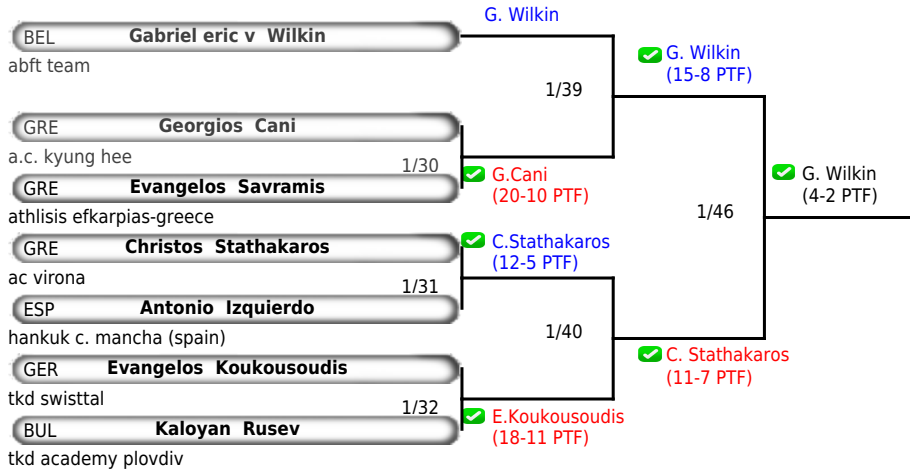 G. Wilkin
BEL Gabriel eric v Wilkin
abft team
G. Wilkin
(15-8 PTF)
1/39
GRE Georgios Cani
a.c. kyung hee
1/30
G.Cani
(20-10 PTF)
GRE Evangelos Savramis
athlisis efkarpias-greece
G. Wilkin
(4-2 PTF)
1/46
GRE Christos Stathakaros
ac virona
C.Stathakaros
(12-5 PTF)
1/31
ESP Antonio Izquierdo
hankuk c. mancha (spain)
1/40
GER Evangelos Koukousoudis
tkd swisttal
C. Stathakaros
(11-7 PTF)
1/32
E.Koukousoudis
(18-11 PTF)
BUL Kaloyan Rusev
tkd academy plovdiv